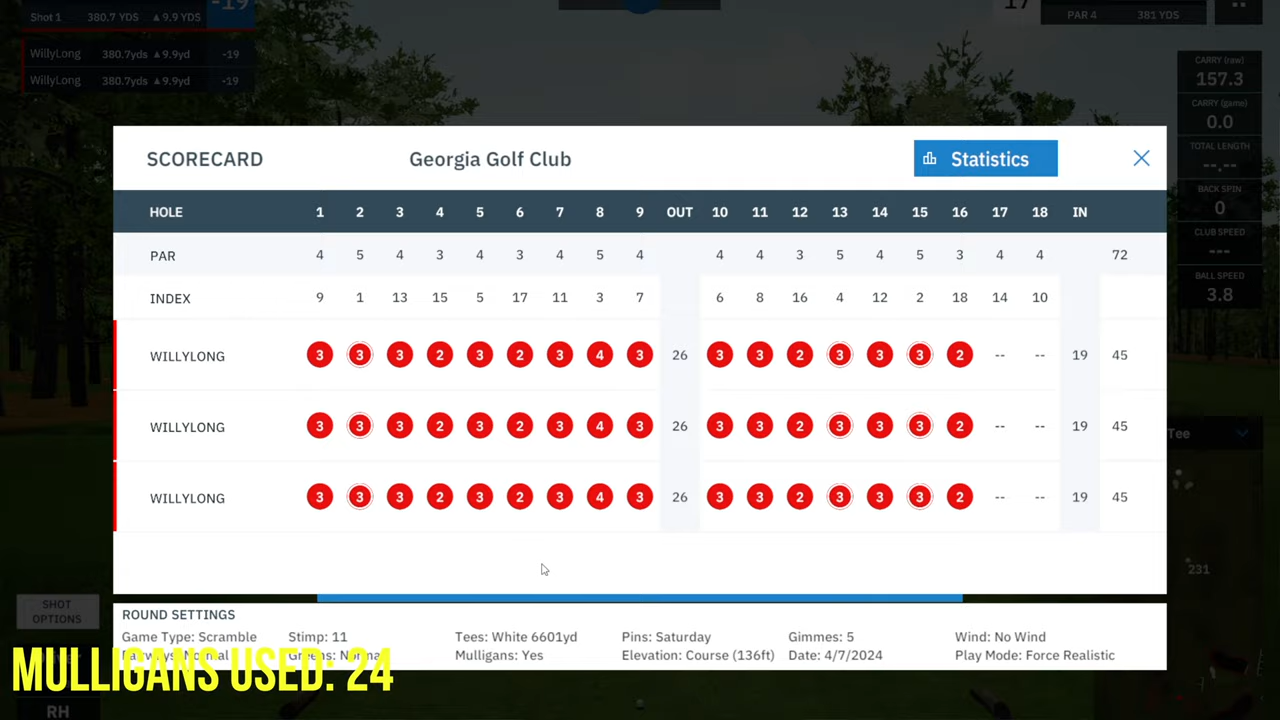 -19
17
Shot 1 380.7 YDS ▲9.9 YDS
PAR 4 381 YDS
WillyLong 380.7yds ▲9.9yd -19
WillyLong 380.7yds ▲9.9yd -19
CARRY (raw)
157.3
CARRY (game)
0.0
TOTAL LENGTH
--.--
BACK SPIN
0
CLUB SPEED
---
BALL SPEED
3.8
SCORECARD Georgia Golf Club Statistics
HOLE 1 2 3 4 5 6 7 8 9 OUT 10 11 12 13 14 15 16 17 18 IN
PAR 4 5 4 3 4 3 4 5 4 4 4 3 5 4 5 3 4 4 72
INDEX 9 1 13 15 5 17 11 3 7 6 8 16 4 12 2 18 14 10
WILLYLONG 3 3 3 2 3 2 3 4 3 26 3 3 2 3 3 3 2 -- -- 19 45
WILLYLONG 3 3 3 2 3 2 3 4 3 26 3 3 2 3 3 3 2 -- -- 19 45
WILLYLONG 3 3 3 2 3 2 3 4 3 26 3 3 2 3 3 3 2 -- -- 19 45
Tee
231
SHOT
OPTIONS
ROUND SETTINGS
Game Type: Scramble Stimp: 11 Tees: White 6601yd Pins: Saturday Gimmes: 5 Wind: No Wind
Mulligans: Yes Elevation: Course (136ft) Date: 4/7/2024 Play Mode: Force Realistic
MULLIGANS USED: 24
RH